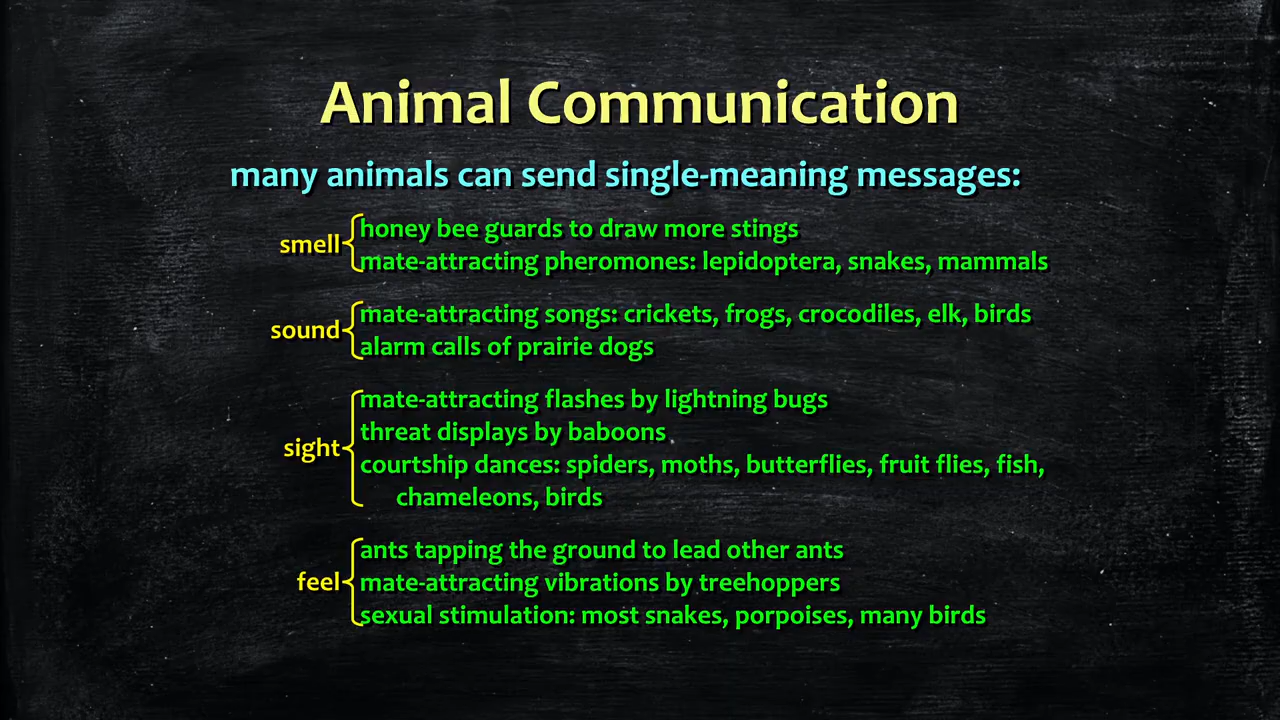 Animal Communication
many animals can send single-meaning messages:
smell
honey bee guards to draw more stings
mate-attracting pheromones: lepidoptera, snakes, mammals
sound
mate-attracting songs: crickets, frogs, crocodiles, elk, birds
alarm calls of prairie dogs
sight
mate-attracting flashes by lightning bugs
threat displays by baboons
courtship dances: spiders, moths, butterflies, fruit flies, fish,
chameleons, birds
feel
ants tapping the ground to lead other ants
mate-attracting vibrations by treehoppers
sexual stimulation: most snakes, porpoises, many birds